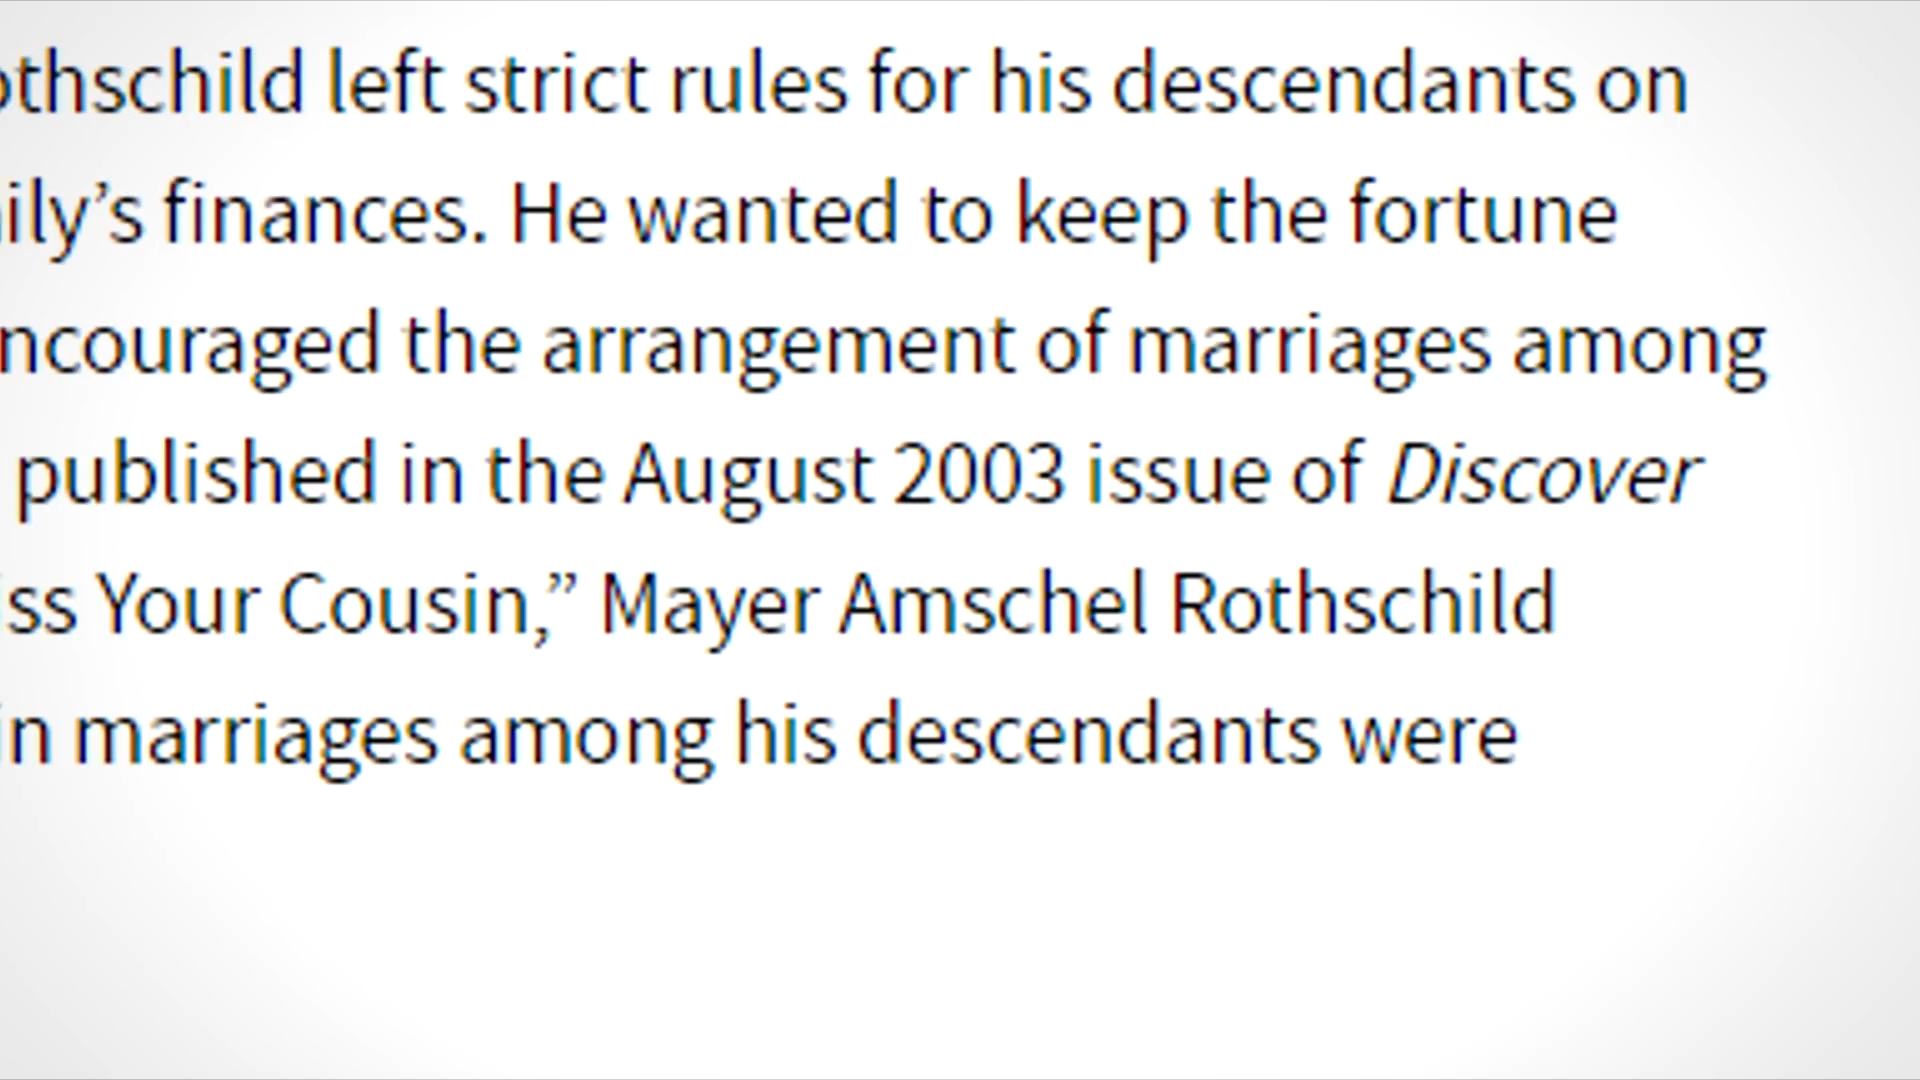 othschild left strict rules for his descendants on
ily’s finances. He wanted to keep the fortune
ncouraged the arrangement of marriages among
published in the August 2003 issue of Discover
iss Your Cousin,” Mayer Amschel Rothschild
in marriages among his descendants were